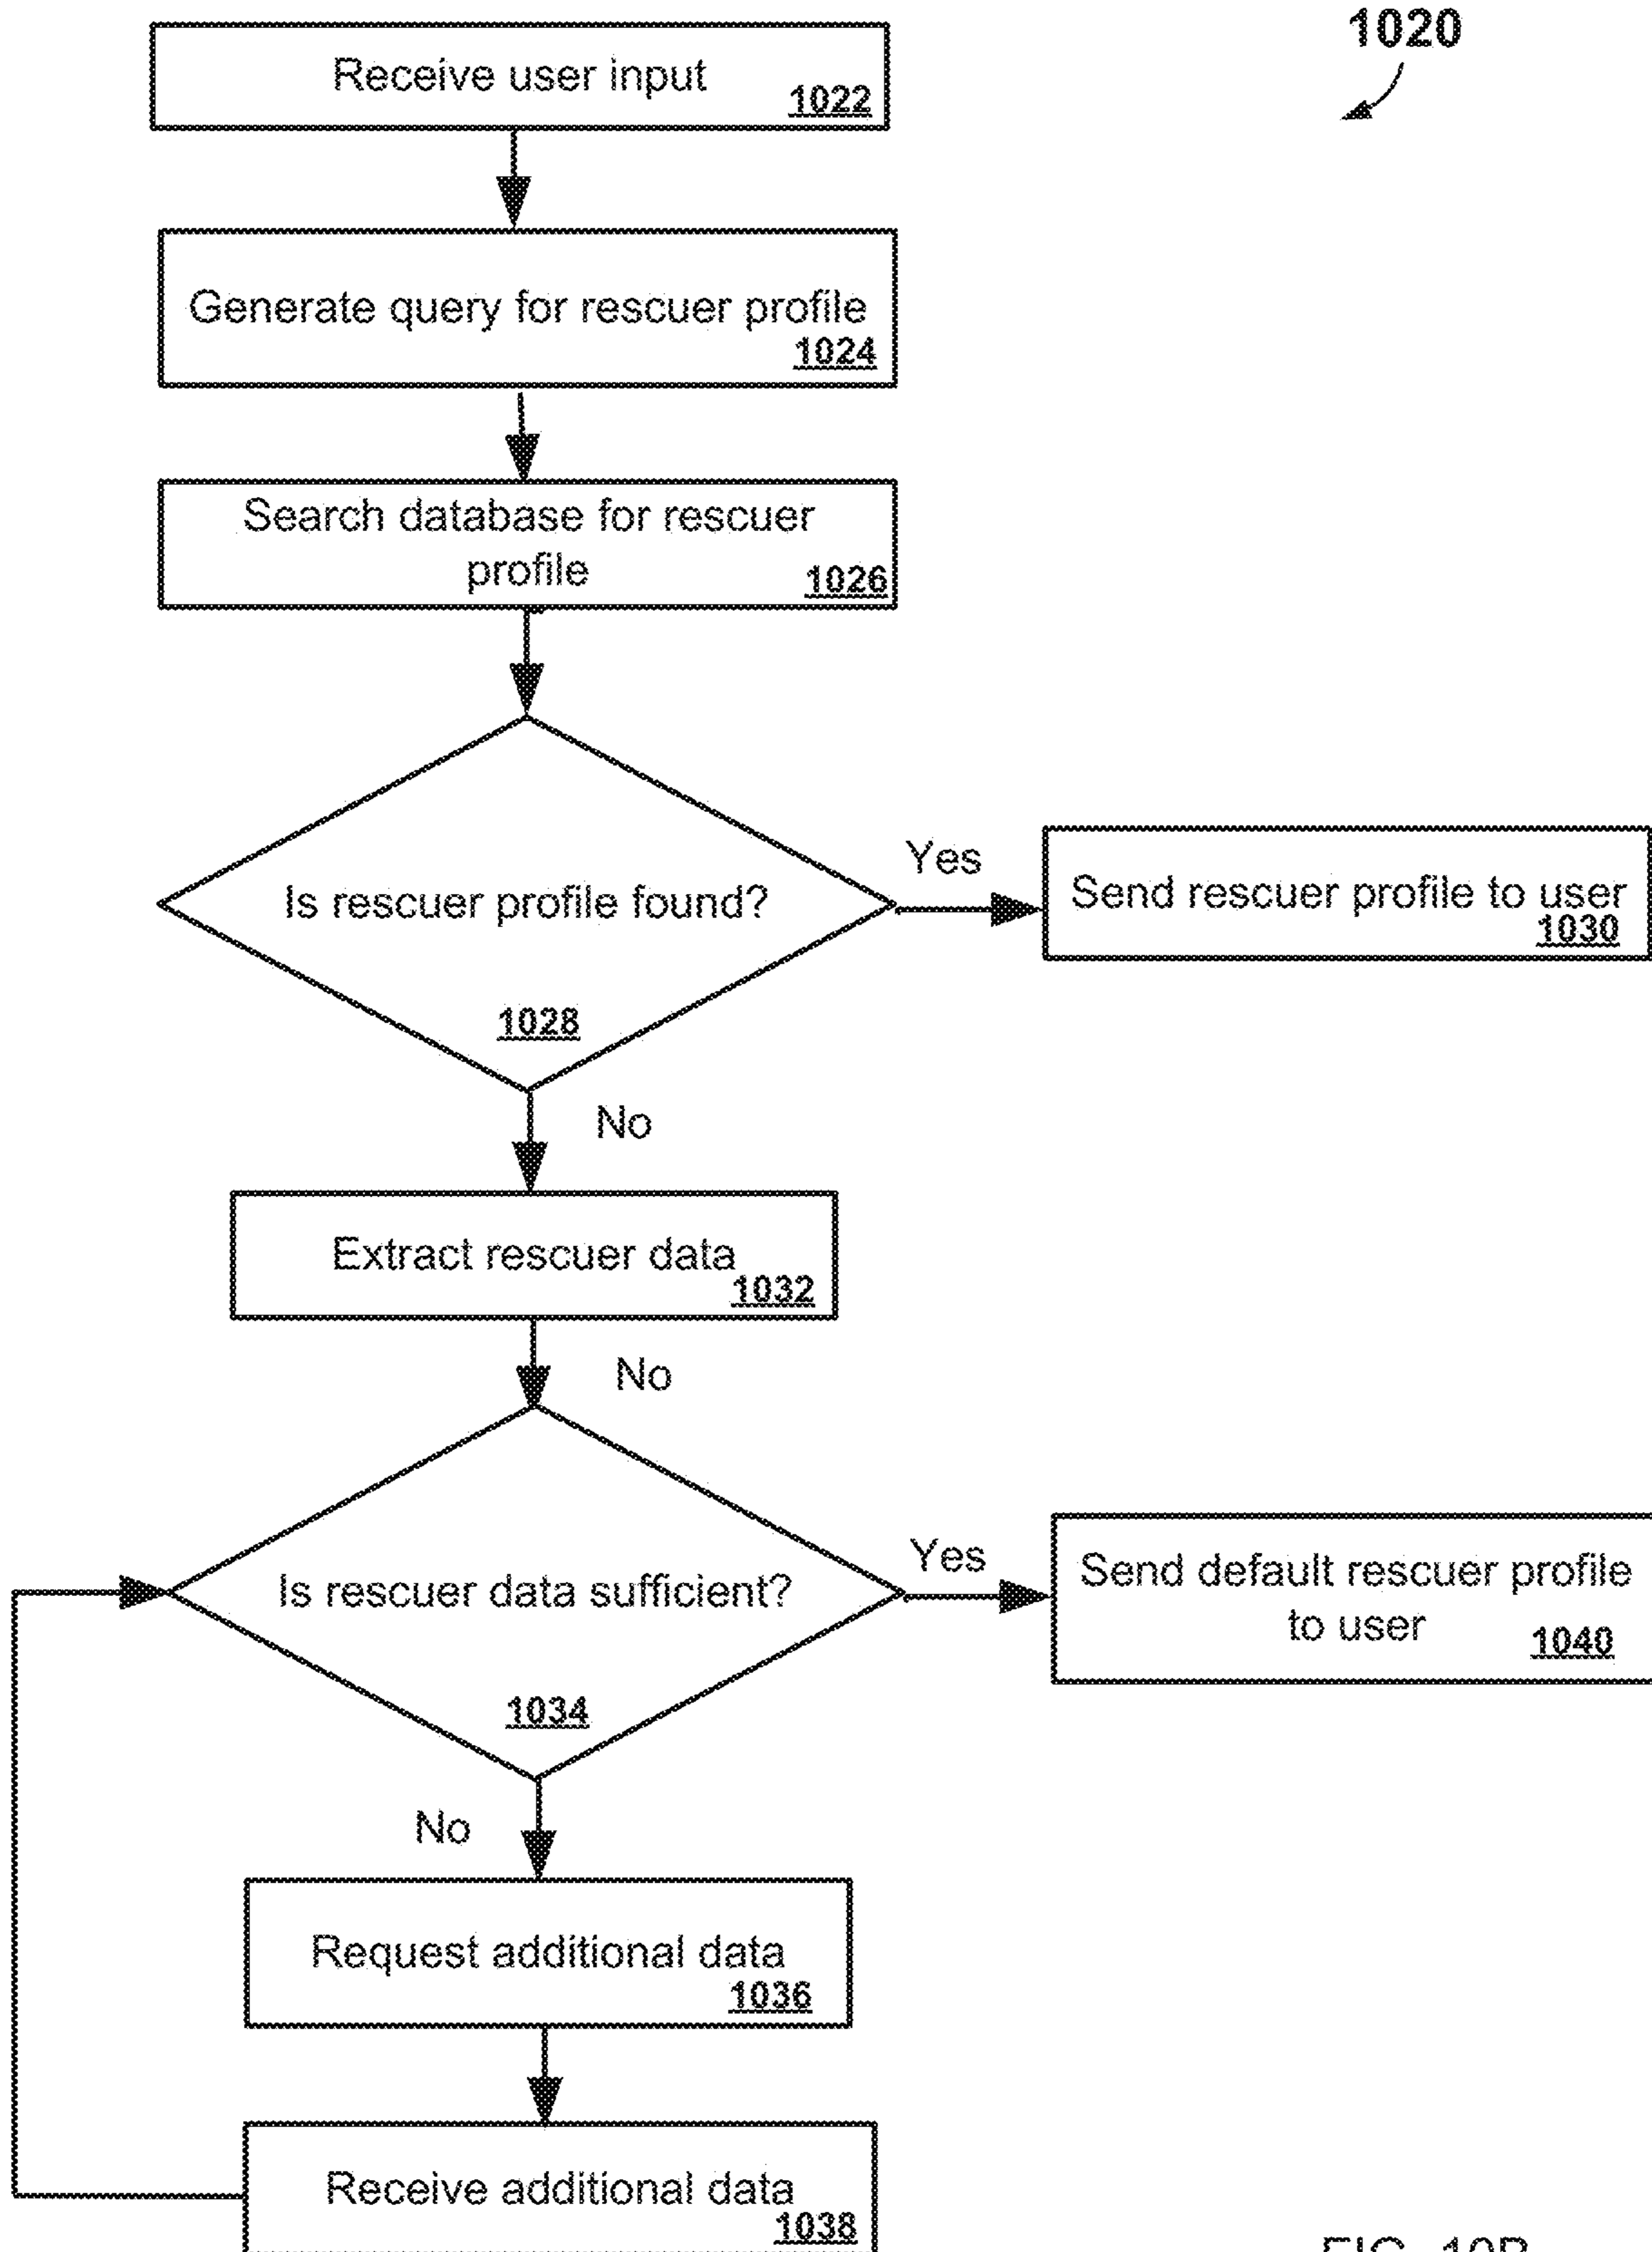 1020
Receive user input
1022
Generate query for rescuer profile
1024
Search database for rescuer
profile
1026
Is rescuer profile found?
1028
Yes
Send rescuer profile to user
1030
No
Extract rescuer data
1032
No
Is rescuer data sufficient?
1034
Yes
Send default rescuer profile
to user
1040
No
Request additional data
1036
Receive additional data
1038
FIG. 10B